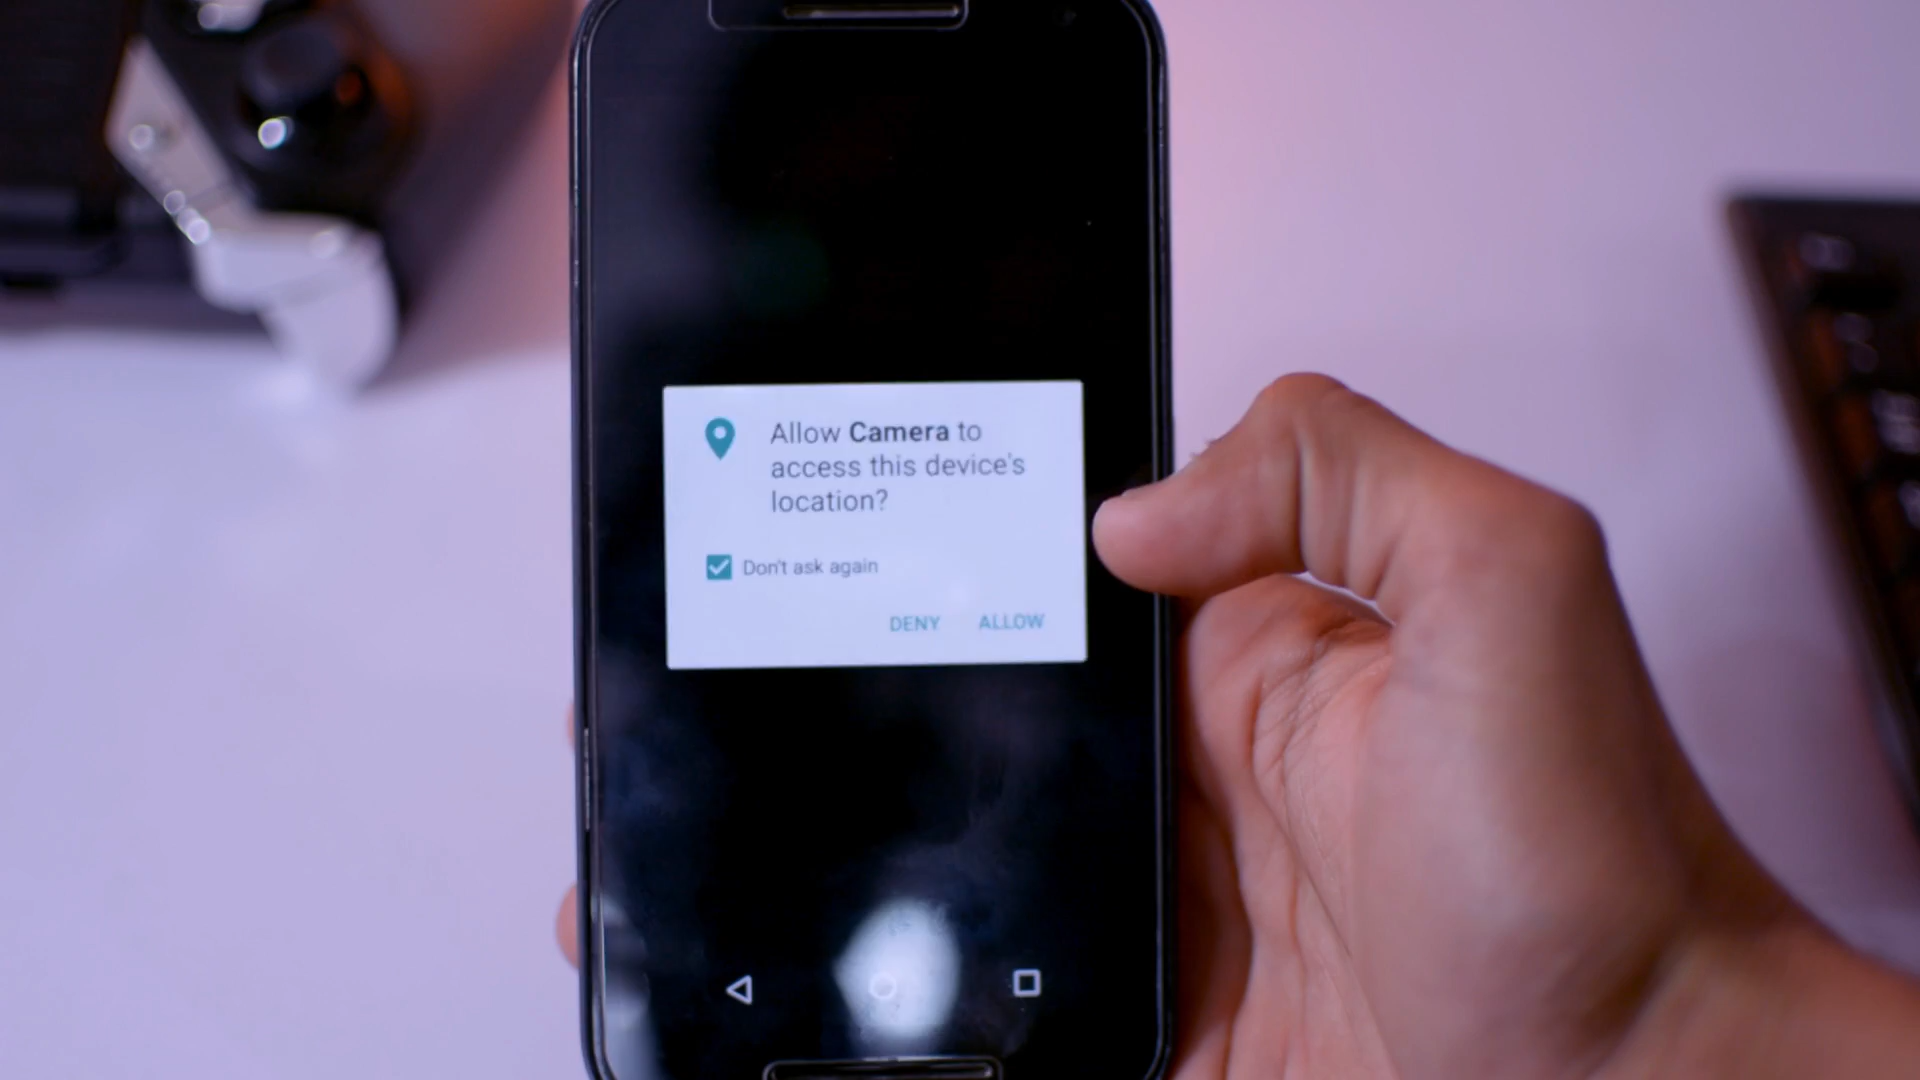 Allow Camera to
access this device's
location?
Don't ask again
DENY ALLOW